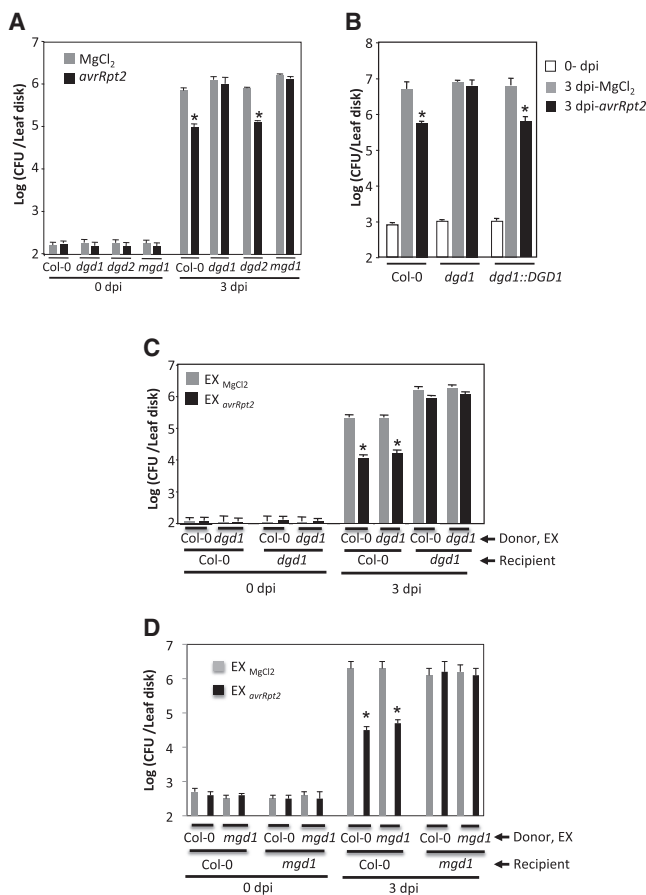 A
Log (CFU /Leaf disk)
7
6
5
4
3
2
MgCl2
avrRpt2
*
*
Col-0 dgd1 dgd2 mgd1 Col-0 dgd1 dgd2 mgd1
0 dpi 3 dpi
B
Log (CFU/Leaf disk)
8
7
6
5
4
3
2
*
*
0- dpi
3 dpi-MgCl2
3 dpi-avrRpt2
Col-0 dgd1 dgd1::DGD1
C
Log (CFU /Leaf disk)
7
6
5
4
3
2
EX MgCl2
EX avrRpt2
*
*
Col-0 dgd1 Col-0 dgd1 Col-0 dgd1 Col-0 dgd1 Donor, EX
Col-0 dgd1 Col-0 dgd1 Recipient
0 dpi 3 dpi
D
Log (CFU /Leaf disk)
7
6
5
4
3
2
EX MgCl2
EX avrRpt2
*
*
Col-0 mgd1 Col-0 mgd1 Col-0 mgd1 Col-0 mgd1 Donor, EX
Col-0 mgd1 Col-0 mgd1 Recipient
0 dpi 3 dpi